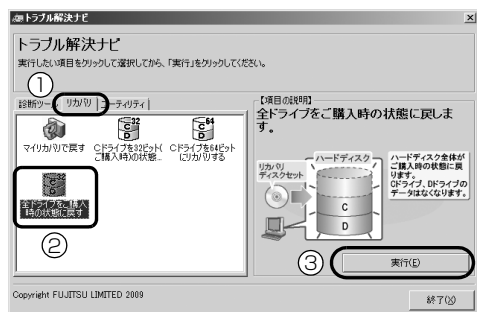 トラブル解決ナビ
トラブル解決ナビ
実行したい項目をクリックして選択してから、「実行」をクリックしてください。
①
診断ツール
リカバリ
ユーティリティ
マイリカバリで戻す
Cドライブを32ビット(
ご購入時)の状態...
Cドライブを64ビット
にリカバリする
32
C
D
64
C
D
全ドライブをご購入
時の状態に戻す
②
【項目の説明】
全ドライブをご購入時の状態に戻しま
す。
リカバリ
ディスクセット
ハードディスク
C
D
ハードディスク全体が
ご購入時の状態に戻
ります。
Cドライブ、Dドライブの
データはなくなります。
③
実行(E)
Copyright FUJITSU LIMITED 2009
終了(X)